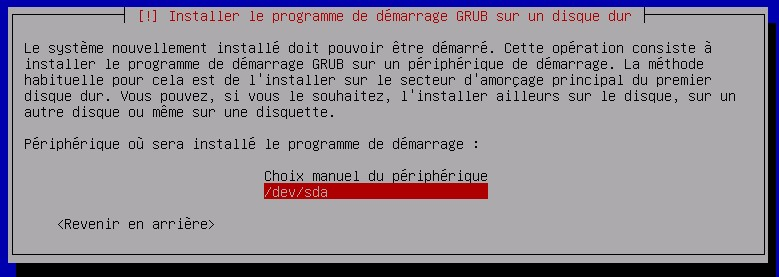 [!] Installer le programme de démarrage GRUB sur un disque dur
Le système nouvellement installé doit pouvoir être démarré. Cette opération consiste à
installer le programme de démarrage GRUB sur un périphérique de démarrage. La méthode
habituelle pour cela est de l'installer sur le secteur d'amorçage principal du premier
disque dur. Vous pouvez, si vous le souhaitez, l'installer ailleurs sur le disque, sur un
autre disque ou même sur une disquette.
Périphérique où sera installé le programme de démarrage :
Choix manuel du périphérique
/dev/sda
<Revenir en arrière>